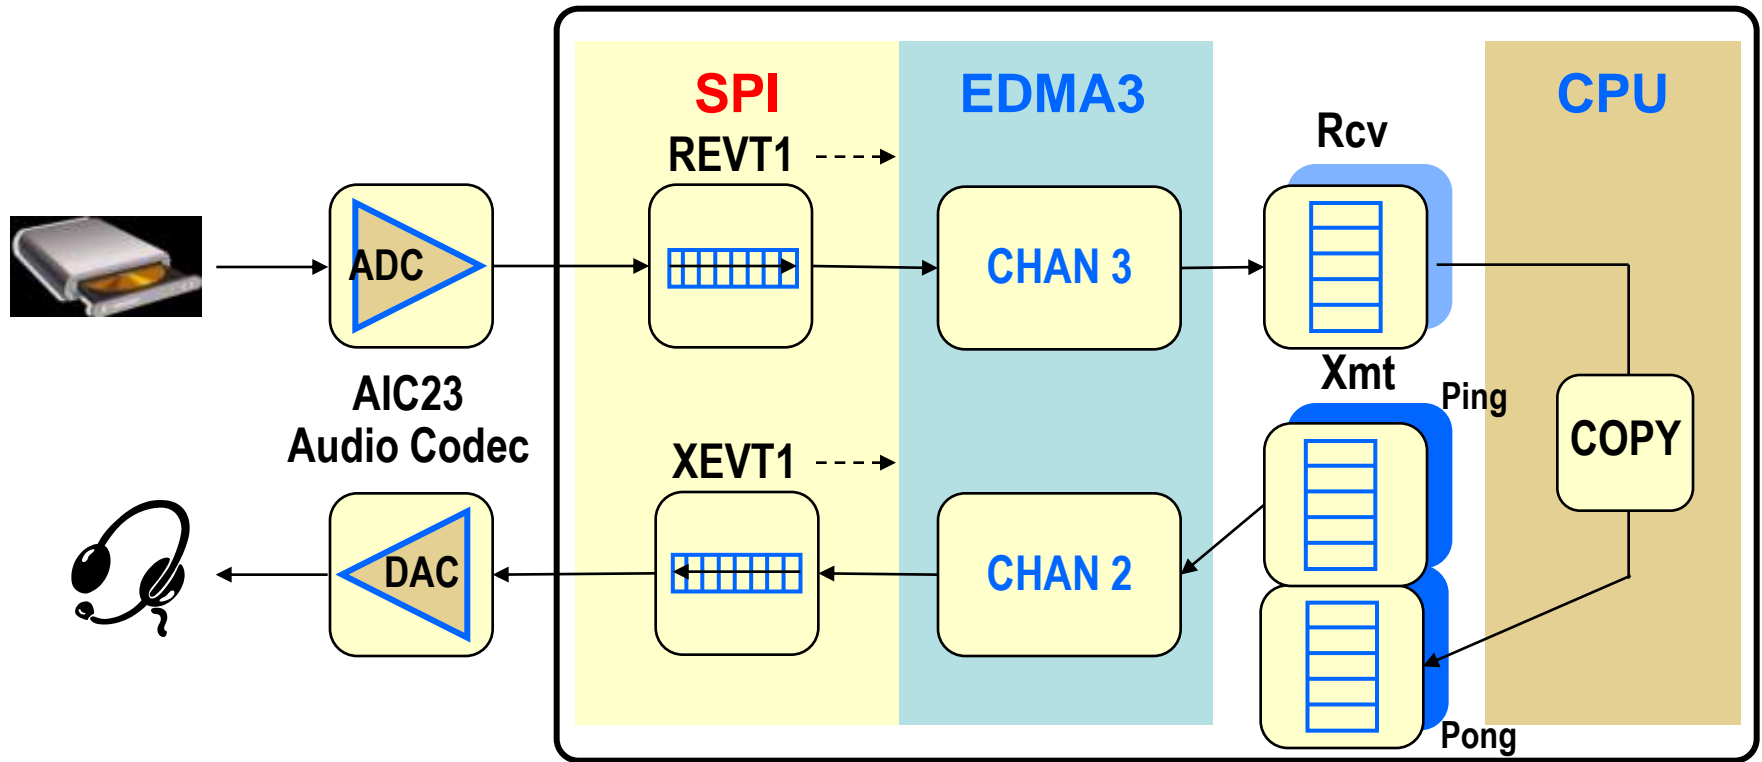 SPI
EDMA3
CPU
REVT1
Rcv
ADC
CHAN 3
AIC23
Audio Codec
Xmt
Ping
XEVT1
COPY
DAC
CHAN 2
Pong